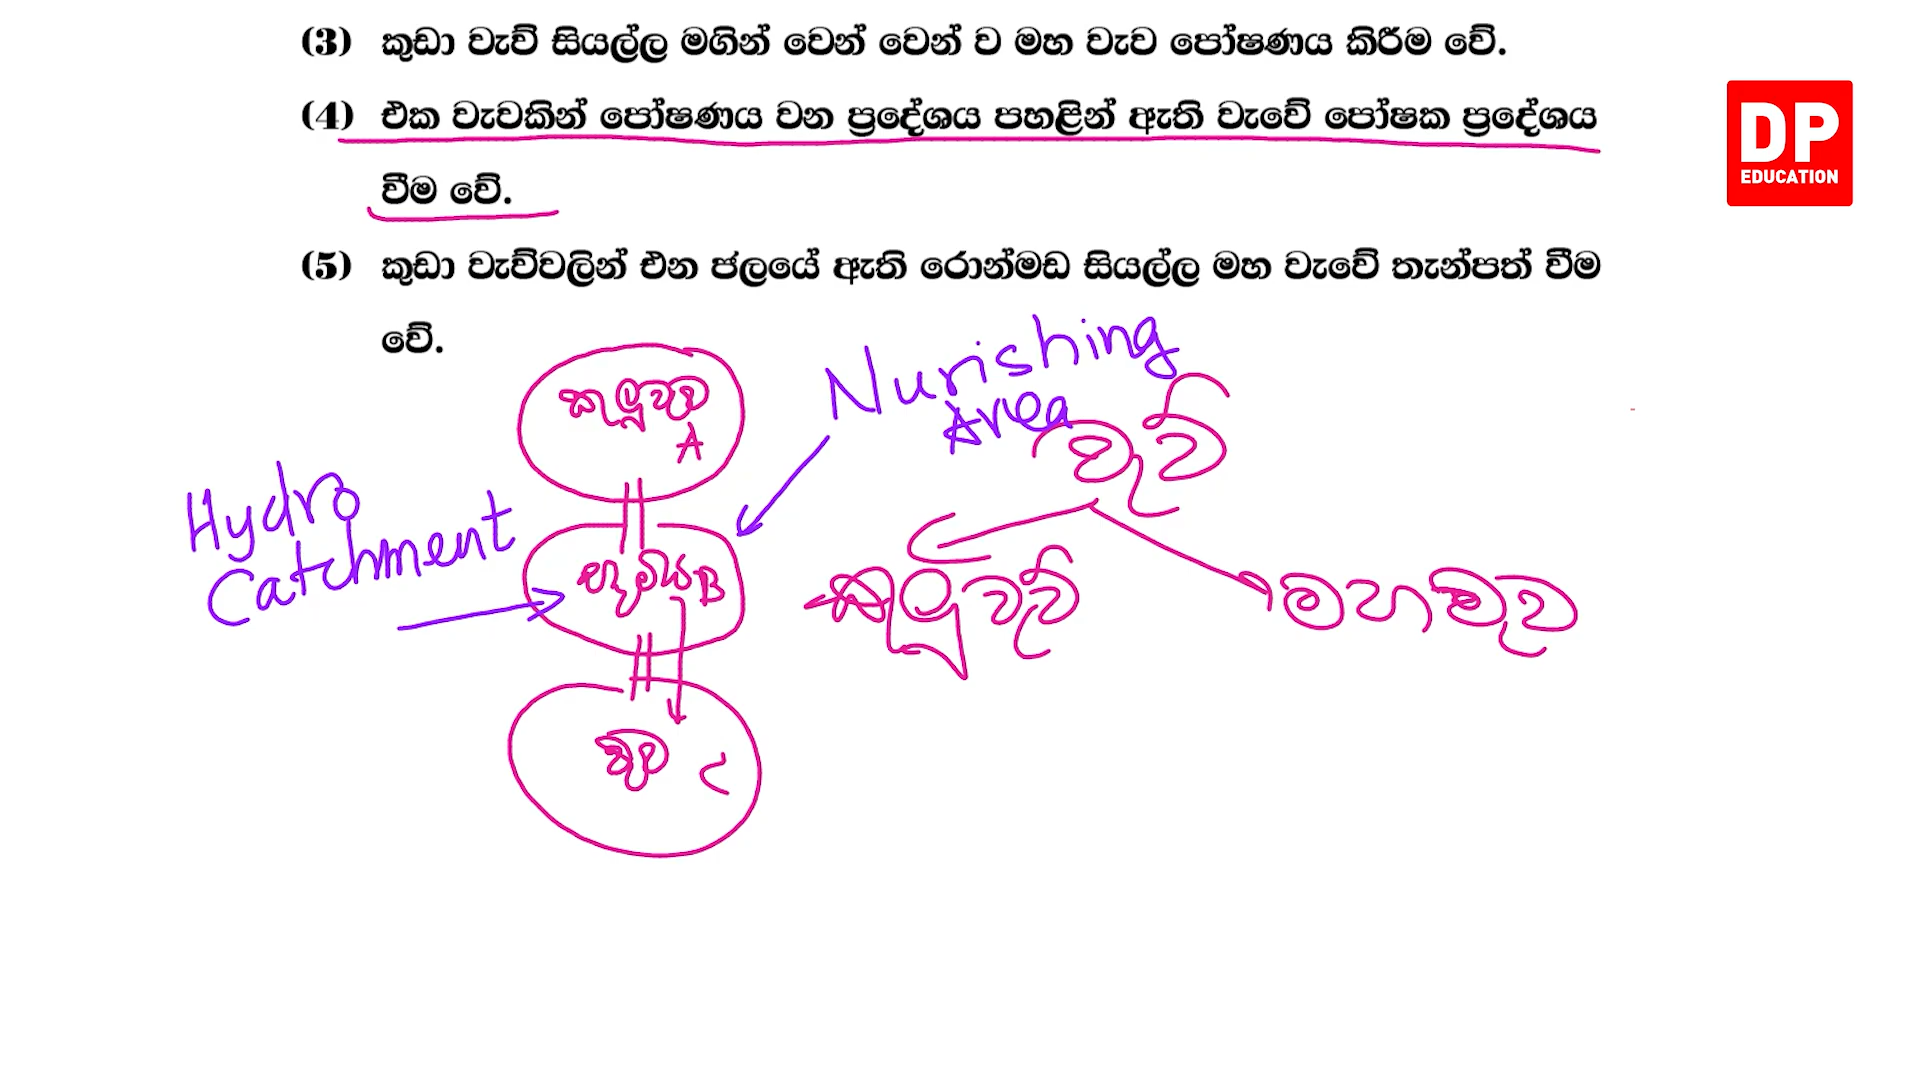 (3) කුඩා වැව් සියල්ල මගින් වෙන් වෙන් ව මහ වැව පෝෂණය කිරීම වේ.
(4) එක වැවකින් පෝෂණය වන ප්‍රදේශය පහළින් ඇති වැවේ පෝෂක ප්‍රදේශය
වීම වේ.
(5) කුඩා වැව්වලින් එන ජලයේ ඇති රොන්මඩ සියල්ල මහ වැවේ තැන්පත් වීම
වේ.
DP
EDUCATION
Nurishing
Area
වැව්
A
Hydro
Catchment
B
කුළුවැව්
මහවැව
වැව
C